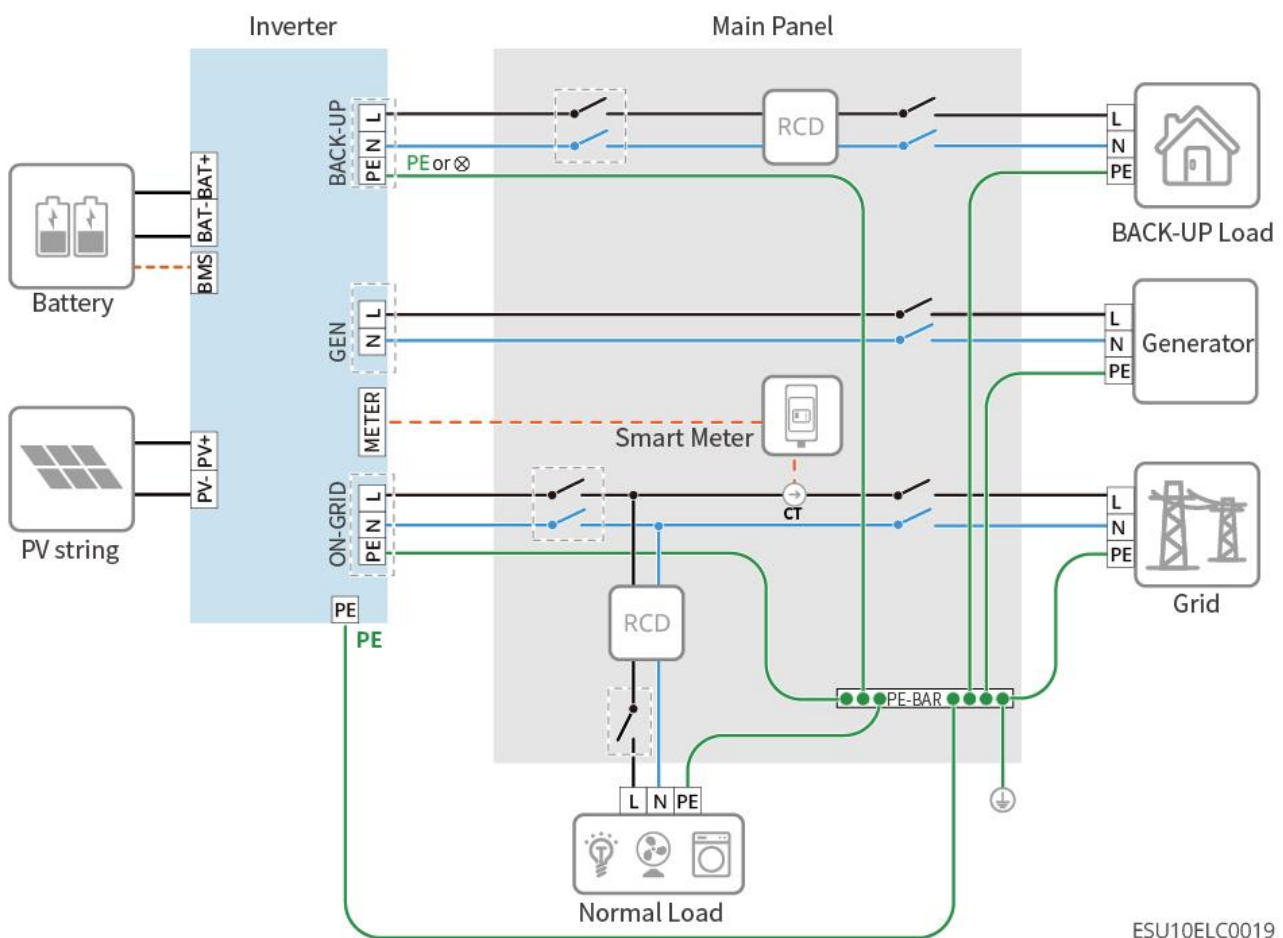 Inverter
Main Panel
BACK-UP
L
N
PE
PE or ⊗
RCD
L
N
PE
BACK-UP Load
BAT+
BAT-
BMS
Battery
GEN
L
N
L
N
PE
Generator
METER
Smart Meter
CT
PV+
PV-
PV string
ON-GRID
L
N
PE
L
N
PE
Grid
PE
PE
RCD
PE-BAR
L N PE
Normal Load
ESU10ELC0019